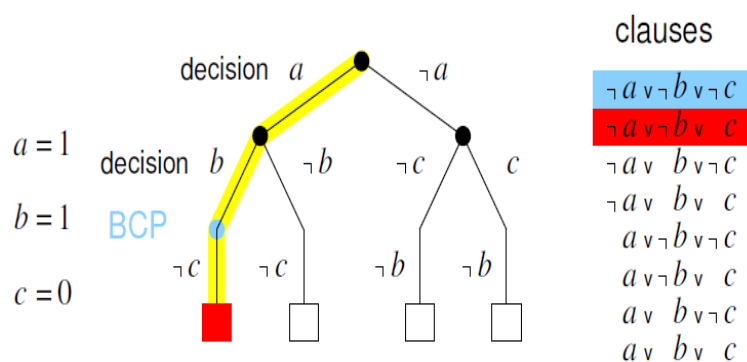 clauses
decision a ¬a
¬a ∨ ¬b ∨ ¬c
¬a ∨ ¬b ∨ c
a = 1
decision b ¬b ¬c c
¬a ∨ b ∨ ¬c
¬a ∨ b ∨ c
b = 1
BCP
a ∨ ¬b ∨ ¬c
¬c ¬c ¬b ¬b
a ∨ ¬b ∨ c
c = 0
a ∨ b ∨ ¬c
a ∨ b ∨ c